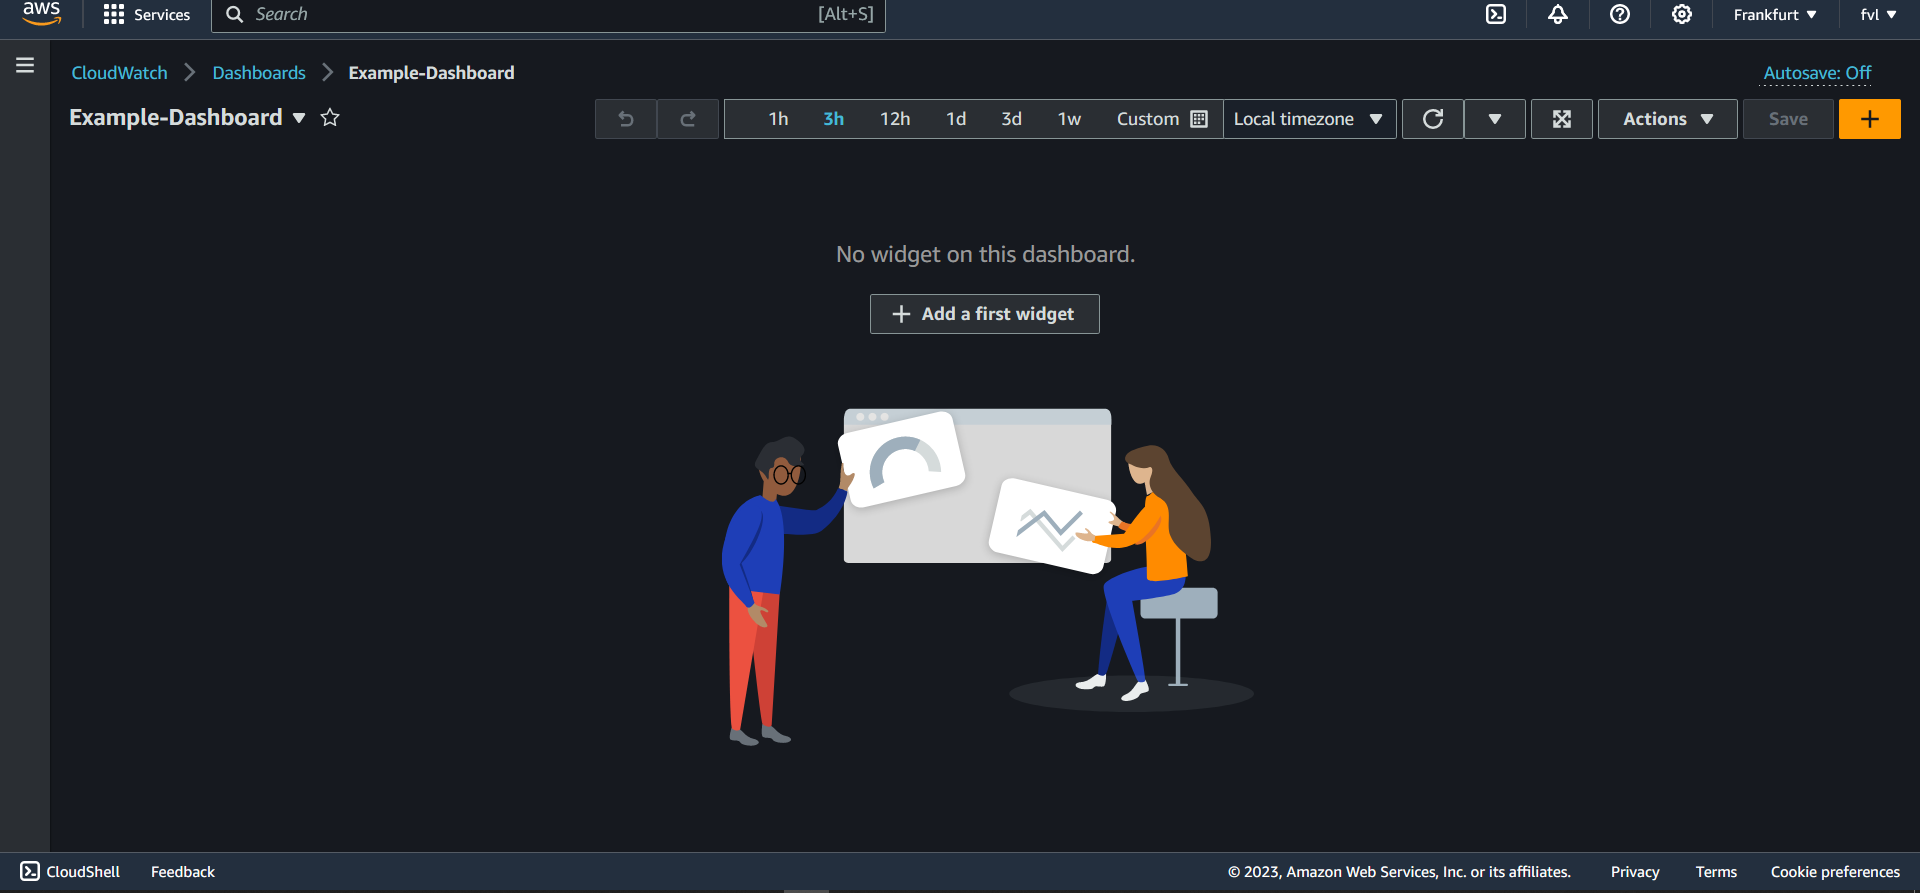 aws Services Search [Alt+S] Frankfurt fvl
CloudWatch Dashboards Example-Dashboard Autosave: Off
Example-Dashboard 1h 3h 12h 1d 3d 1w Custom Local timezone Actions Save
No widget on this dashboard.
Add a first widget
CloudShell Feedback © 2023, Amazon Web Services, Inc. or its affiliates. Privacy Terms Cookie preferences